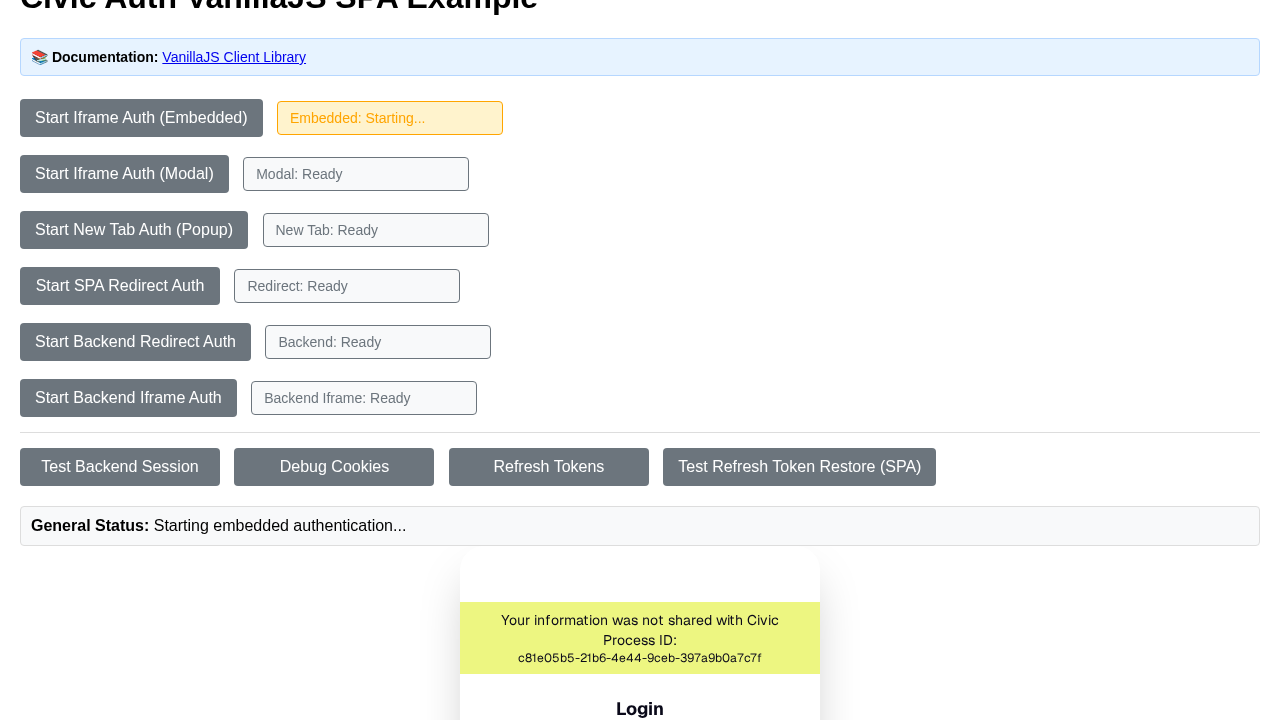 Civic Auth VanillaJS SPA Example
📚 Documentation: VanillaJS Client Library
Start Iframe Auth (Embedded)
Embedded: Starting...
Start Iframe Auth (Modal)
Modal: Ready
Start New Tab Auth (Popup)
New Tab: Ready
Start SPA Redirect Auth
Redirect: Ready
Start Backend Redirect Auth
Backend: Ready
Start Backend Iframe Auth
Backend Iframe: Ready
Test Backend Session
Debug Cookies
Refresh Tokens
Test Refresh Token Restore (SPA)
General Status: Starting embedded authentication...
Your information was not shared with Civic
Process ID:
c81e05b5-21b6-4e44-9ceb-397a9b0a7c7f
Login